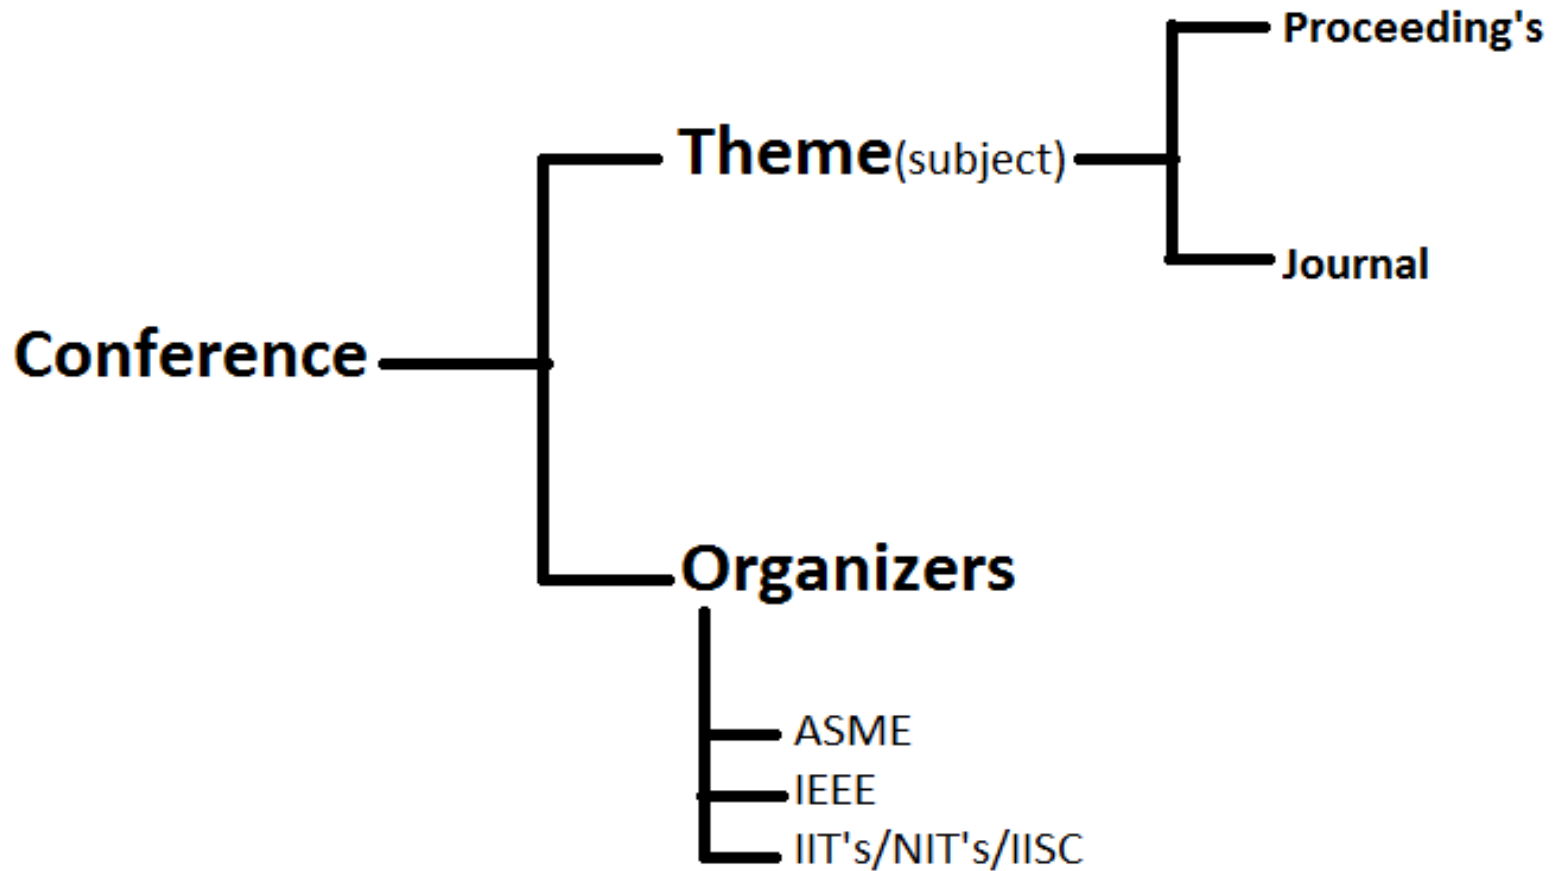 Proceeding's
Theme(subject)
Journal
Conference
Organizers
ASME
IEEE
IIT's/NIT's/IISC